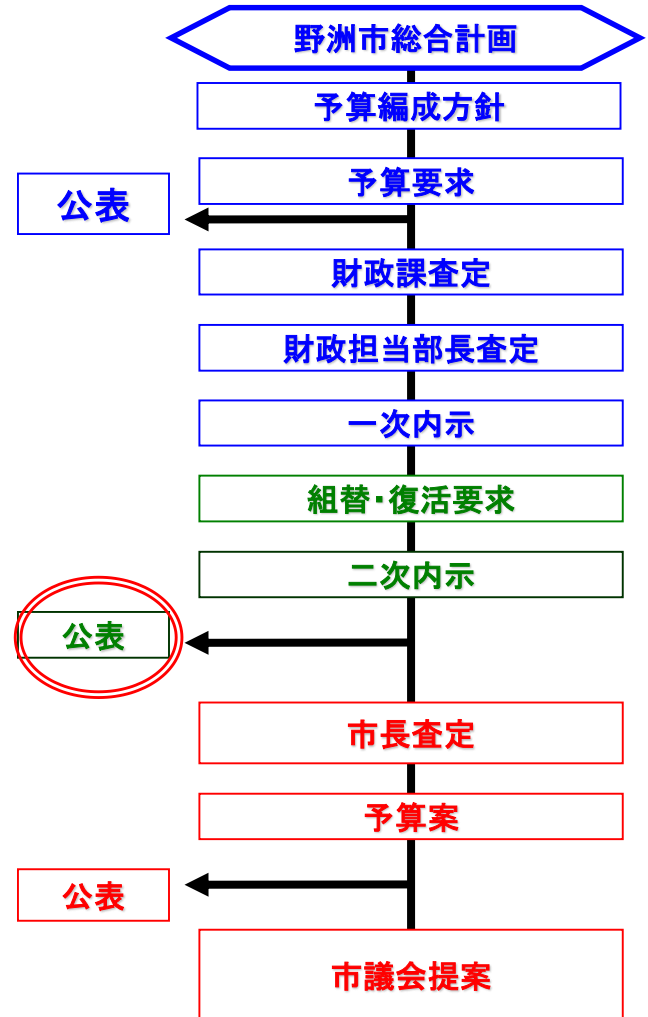 野洲市総合計画
予算編成方針
予算要求
公表
財政課査定
財政担当部長査定
一次内示
組替・復活要求
二次内示
公表
市長査定
予算案
公表
市議会提案